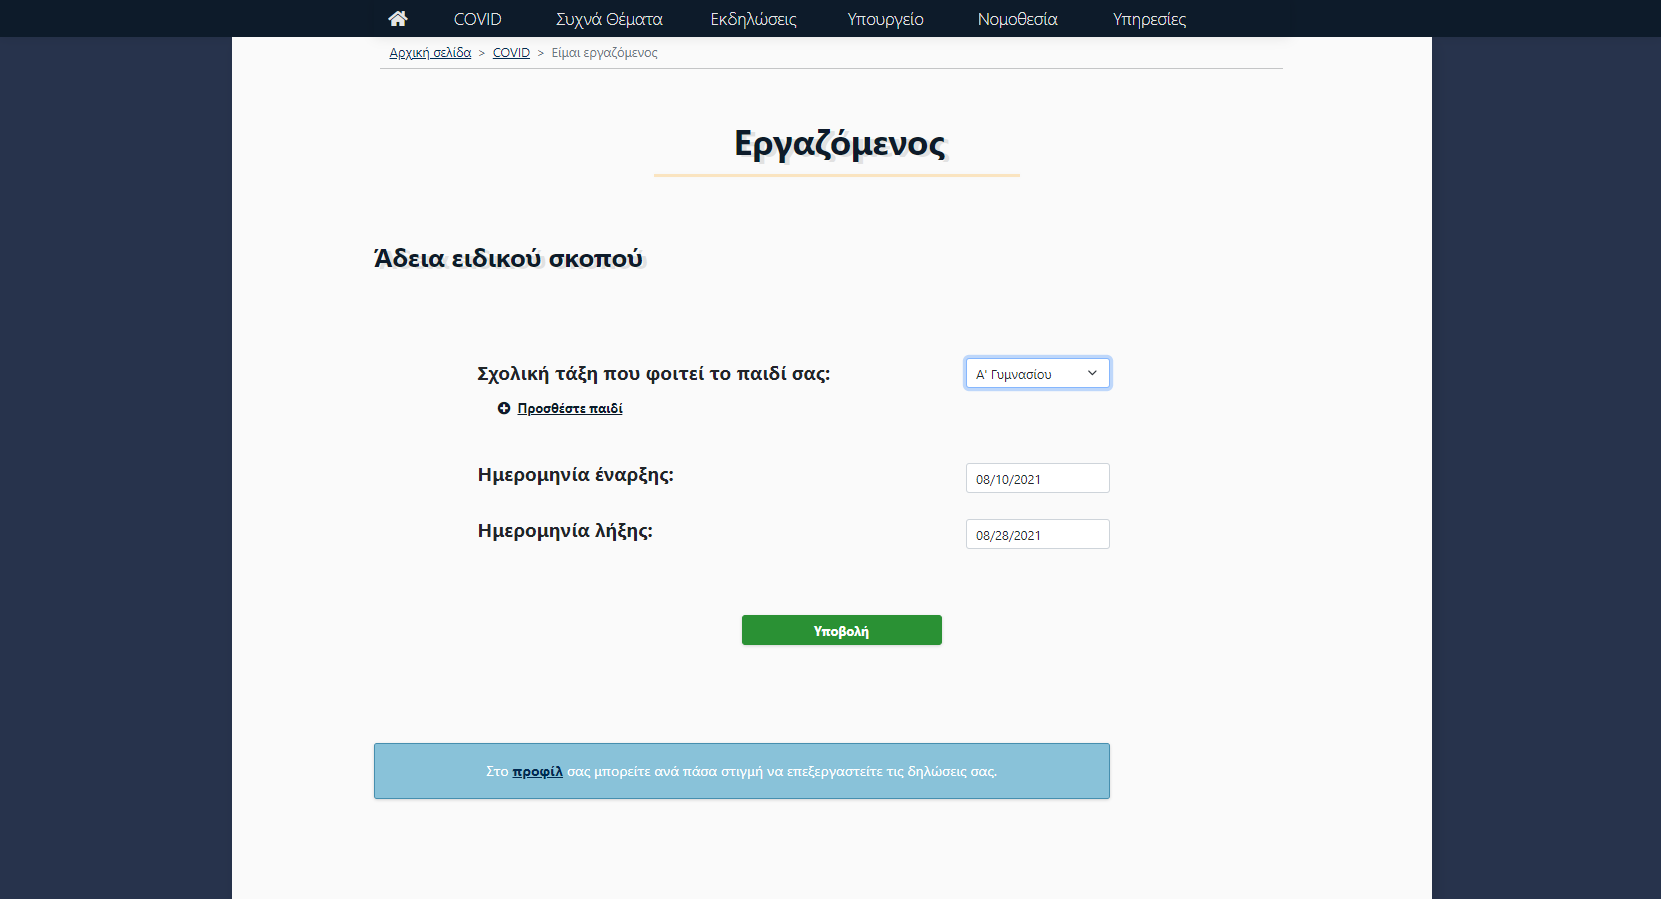 COVID Συχνά Θέματα Εκδηλώσεις Υπουργείο Νομοθεσία Υπηρεσίες
Αρχική σελίδα > COVID > Είμαι εργαζόμενος
Εργαζόμενος
Άδεια ειδικού σκοπού
Σχολική τάξη που φοιτεί το παιδί σας: Α' Γυμνασίου
Προσθέστε παιδί
Ημερομηνία έναρξης: 08/10/2021
Ημερομηνία λήξης: 08/28/2021
Υποβολή
Στο προφίλ σας μπορείτε ανά πάσα στιγμή να επεξεργαστείτε τις δηλώσεις σας.